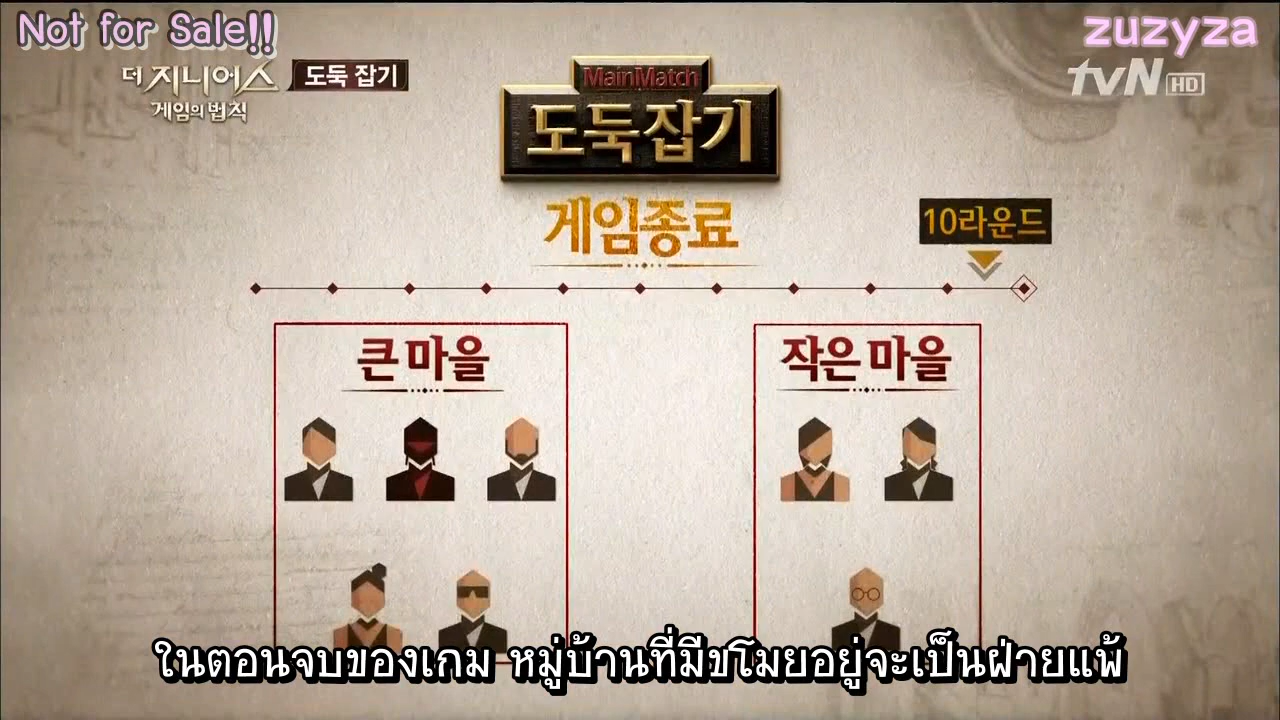 Not for Sale!!
zuzyza
더 지니어스
게임의 법칙
도둑 잡기
tvN HD
MainMatch
도둑잡기
게임종료
10라운드
큰 마을
작은 마을
ในตอนจบของเกม หมู่บ้านที่มีขโมยอยู่จะเป็นฝ่ายแพ้